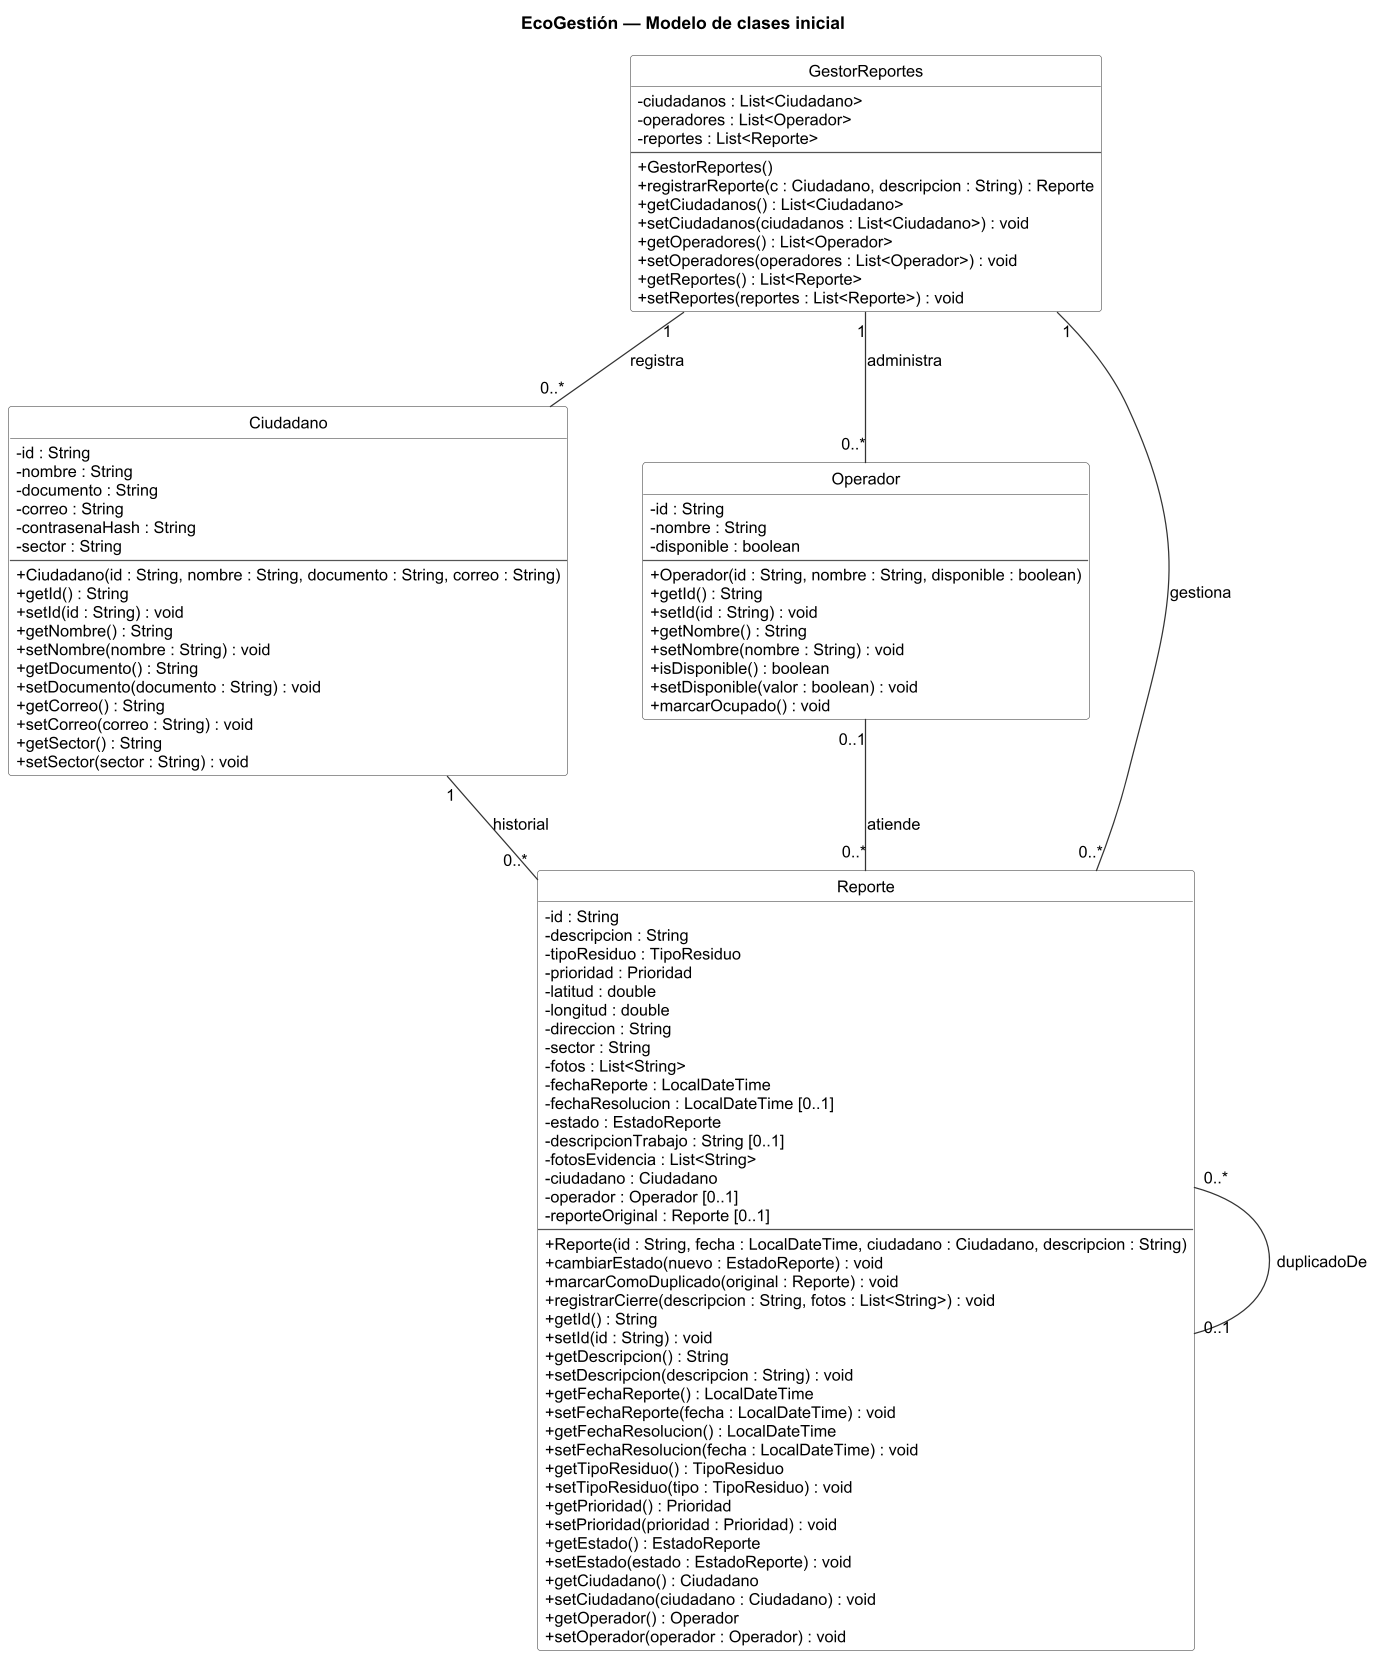 EcoGestión — Modelo de clases inicial
GestorReportes
-ciudadanos : List<Ciudadano>
-operadores : List<Operador>
-reportes : List<Reporte>
+GestorReportes()
+registrarReporte(c : Ciudadano, descripcion : String) : Reporte
+getCiudadanos() : List<Ciudadano>
+setCiudadanos(ciudadanos : List<Ciudadano>) : void
+getOperadores() : List<Operador>
+setOperadores(operadores : List<Operador>) : void
+getReportes() : List<Reporte>
+setReportes(reportes : List<Reporte>) : void
1
registra
0..*
1
administra
0..*
1
gestiona
0..*
Ciudadano
-id : String
-nombre : String
-documento : String
-correo : String
-contrasenaHash : String
-sector : String
+Ciudadano(id : String, nombre : String, documento : String, correo : String)
+getId() : String
+setId(id : String) : void
+getNombre() : String
+setNombre(nombre : String) : void
+getDocumento() : String
+setDocumento(documento : String) : void
+getCorreo() : String
+setCorreo(correo : String) : void
+getSector() : String
+setSector(sector : String) : void
Operador
-id : String
-nombre : String
-disponible : boolean
+Operador(id : String, nombre : String, disponible : boolean)
+getId() : String
+setId(id : String) : void
+getNombre() : String
+setNombre(nombre : String) : void
+isDisponible() : boolean
+setDisponible(valor : boolean) : void
+marcarOcupado() : void
1
historial
0..*
0..1
atiende
0..*
Reporte
-id : String
-descripcion : String
-tipoResiduo : TipoResiduo
-prioridad : Prioridad
-latitud : double
-longitud : double
-direccion : String
-sector : String
-fotos : List<String>
-fechaReporte : LocalDateTime
-fechaResolucion : LocalDateTime [0..1]
-estado : EstadoReporte
-descripcionTrabajo : String [0..1]
-fotosEvidencia : List<String>
-ciudadano : Ciudadano
-operador : Operador [0..1]
-reporteOriginal : Reporte [0..1]
+Reporte(id : String, fecha : LocalDateTime, ciudadano : Ciudadano, descripcion : String)
+cambiarEstado(nuevo : EstadoReporte) : void
+marcarComoDuplicado(original : Reporte) : void
+registrarCierre(descripcion : String, fotos : List<String>) : void
+getId() : String
+setId(id : String) : void
+getDescripcion() : String
+setDescripcion(descripcion : String) : void
+getFechaReporte() : LocalDateTime
+setFechaReporte(fecha : LocalDateTime) : void
+getFechaResolucion() : LocalDateTime
+setFechaResolucion(fecha : LocalDateTime) : void
+getTipoResiduo() : TipoResiduo
+setTipoResiduo(tipo : TipoResiduo) : void
+getPrioridad() : Prioridad
+setPrioridad(prioridad : Prioridad) : void
+getEstado() : EstadoReporte
+setEstado(estado : EstadoReporte) : void
+getCiudadano() : Ciudadano
+setCiudadano(ciudadano : Ciudadano) : void
+getOperador() : Operador
+setOperador(operador : Operador) : void
0..*
duplicadoDe
0..1